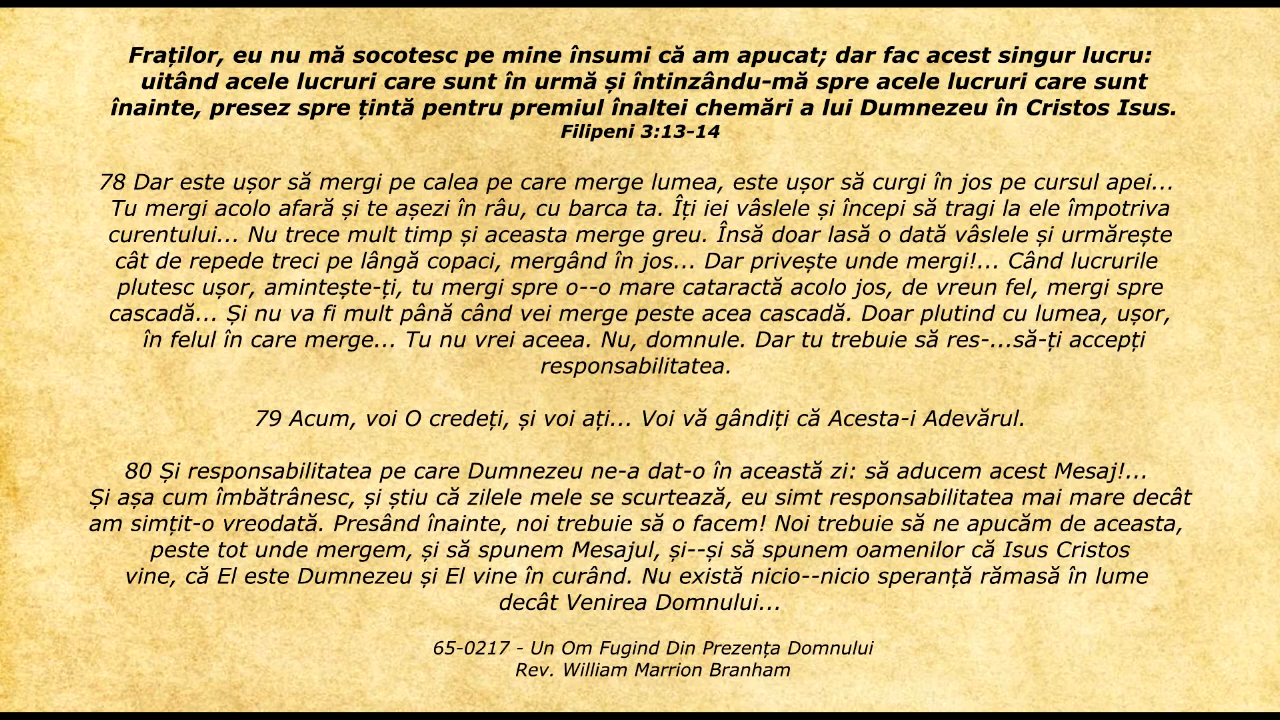 Fraților, eu nu mă socotesc pe mine însumi că am apucat; dar fac acest singur lucru:
uitând acele lucruri care sunt în urmă și întinzându-mă spre acele lucruri care sunt
înainte, presez spre țintă pentru premiul înaltei chemări a lui Dumnezeu în Cristos Isus.
Filipeni 3:13-14
78 Dar este ușor să mergi pe calea pe care merge lumea, este ușor să curgi în jos pe cursul apei...
Tu mergi acolo afară și te așezi în râu, cu barca ta. Îți iei vâslele și începi să tragi la ele împotriva
curentului... Nu trece mult timp și aceasta merge greu. Însă doar lasă o dată vâslele și urmărește
cât de repede treci pe lângă copaci, mergând în jos... Dar privește unde mergi!... Când lucrurile
plutesc ușor, amintește-ți, tu mergi spre o--o mare cataractă acolo jos, de vreun fel, mergi spre
cascadă... Și nu va fi mult până când vei merge peste acea cascadă. Doar plutind cu lumea, ușor,
în felul în care merge... Tu nu vrei aceea. Nu, domnule. Dar tu trebuie să res-...să-ți accepți
responsabilitatea.
79 Acum, voi O credeți, și voi ați... Voi vă gândiți că Acesta-i Adevărul.
80 Și responsabilitatea pe care Dumnezeu ne-a dat-o în această zi: să aducem acest Mesaj!...
Și așa cum îmbătrânesc, și știu că zilele mele se scurtează, eu simt responsabilitatea mai mare decât
am simțit-o vreodată. Presând înainte, noi trebuie să o facem! Noi trebuie să ne apucăm de aceasta,
peste tot unde mergem, și să spunem Mesajul, și--și să spunem oamenilor că Isus Cristos
vine, că El este Dumnezeu și El vine în curând. Nu există nicio--nicio speranță rămasă în lume
decât Venirea Domnului...
65-0217 - Un Om Fugind Din Prezența Domnului
Rev. William Marrion Branham